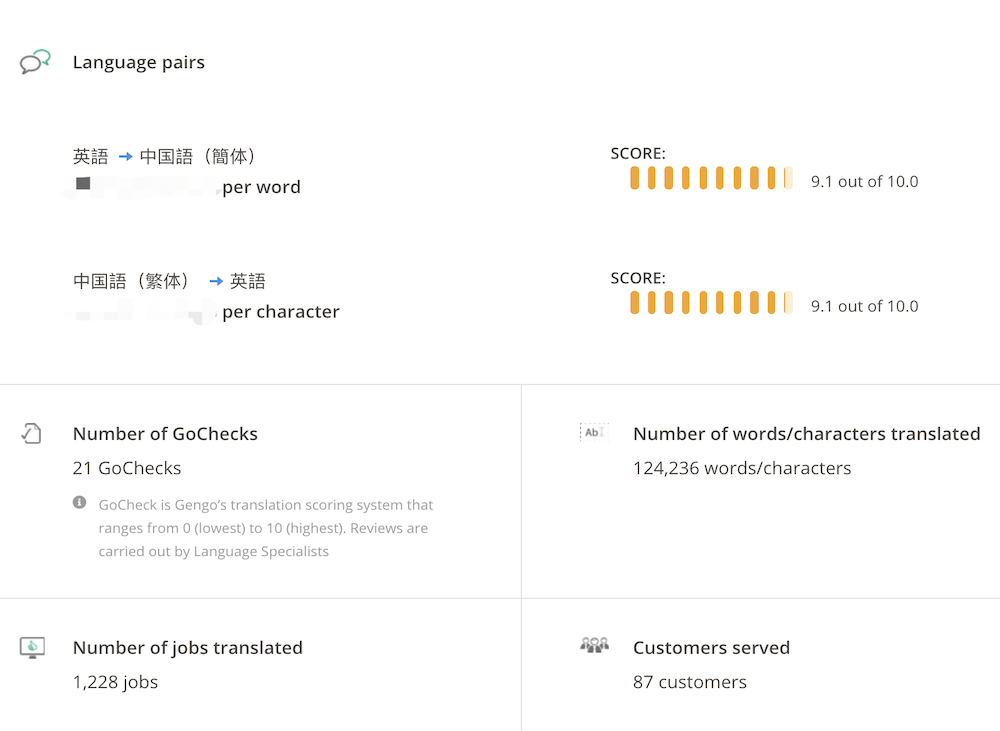 Language pairs
英語 → 中国語（簡体）
per word
SCORE:
9.1 out of 10.0
中国語（繁体） → 英語
per character
SCORE:
9.1 out of 10.0
Number of GoChecks
21 GoChecks
GoCheck is Gengo’s translation scoring system that
ranges from 0 (lowest) to 10 (highest). Reviews are
carried out by Language Specialists
Ab
Number of words/characters translated
124,236 words/characters
Number of jobs translated
1,228 jobs
Customers served
87 customers